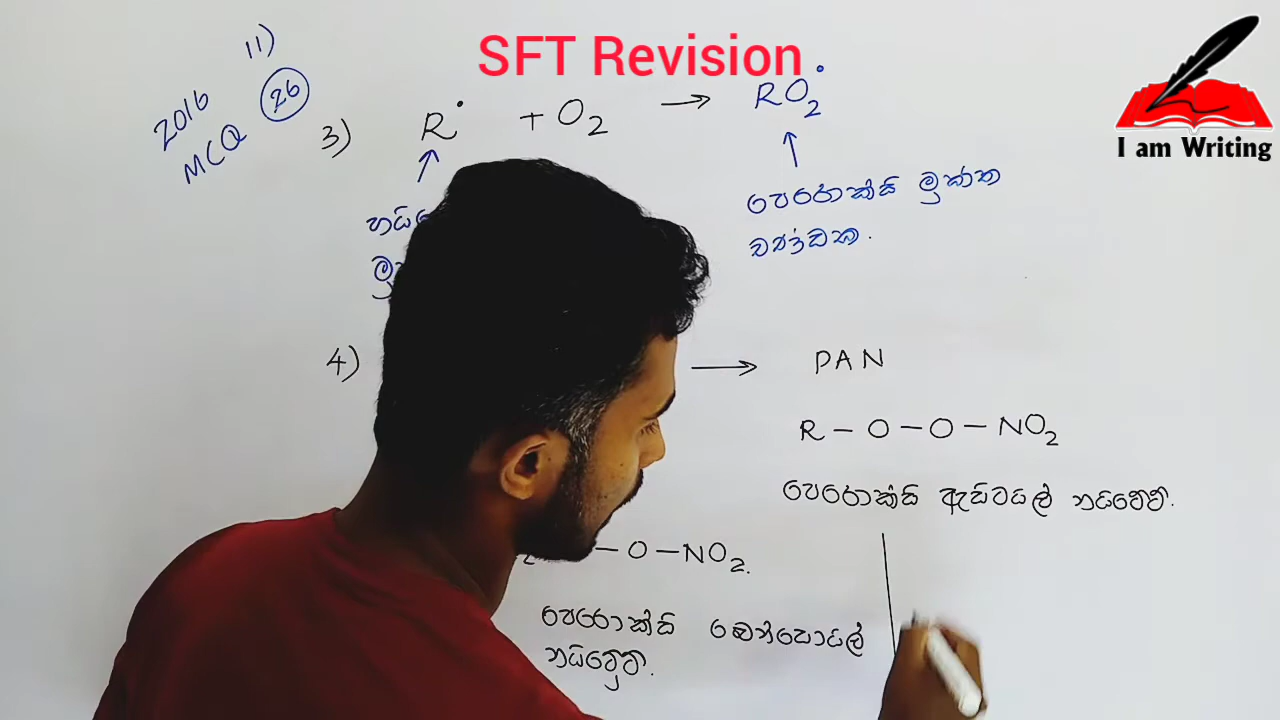 SFT Revision
I am Writing
11)
2016
MCQ 26
3) R• + O2 → RO2•
පෙරොක්සි මුක්ත
ඛණ්ඩක.
4) → PAN
R – O – O – NO2
පෙරොක්සි ඇසිටයිල් නයිට්‍රේට්.
– O – NO2.
පෙරොක්සි බෙන්සොයිල්
නයිට්‍රේට්.